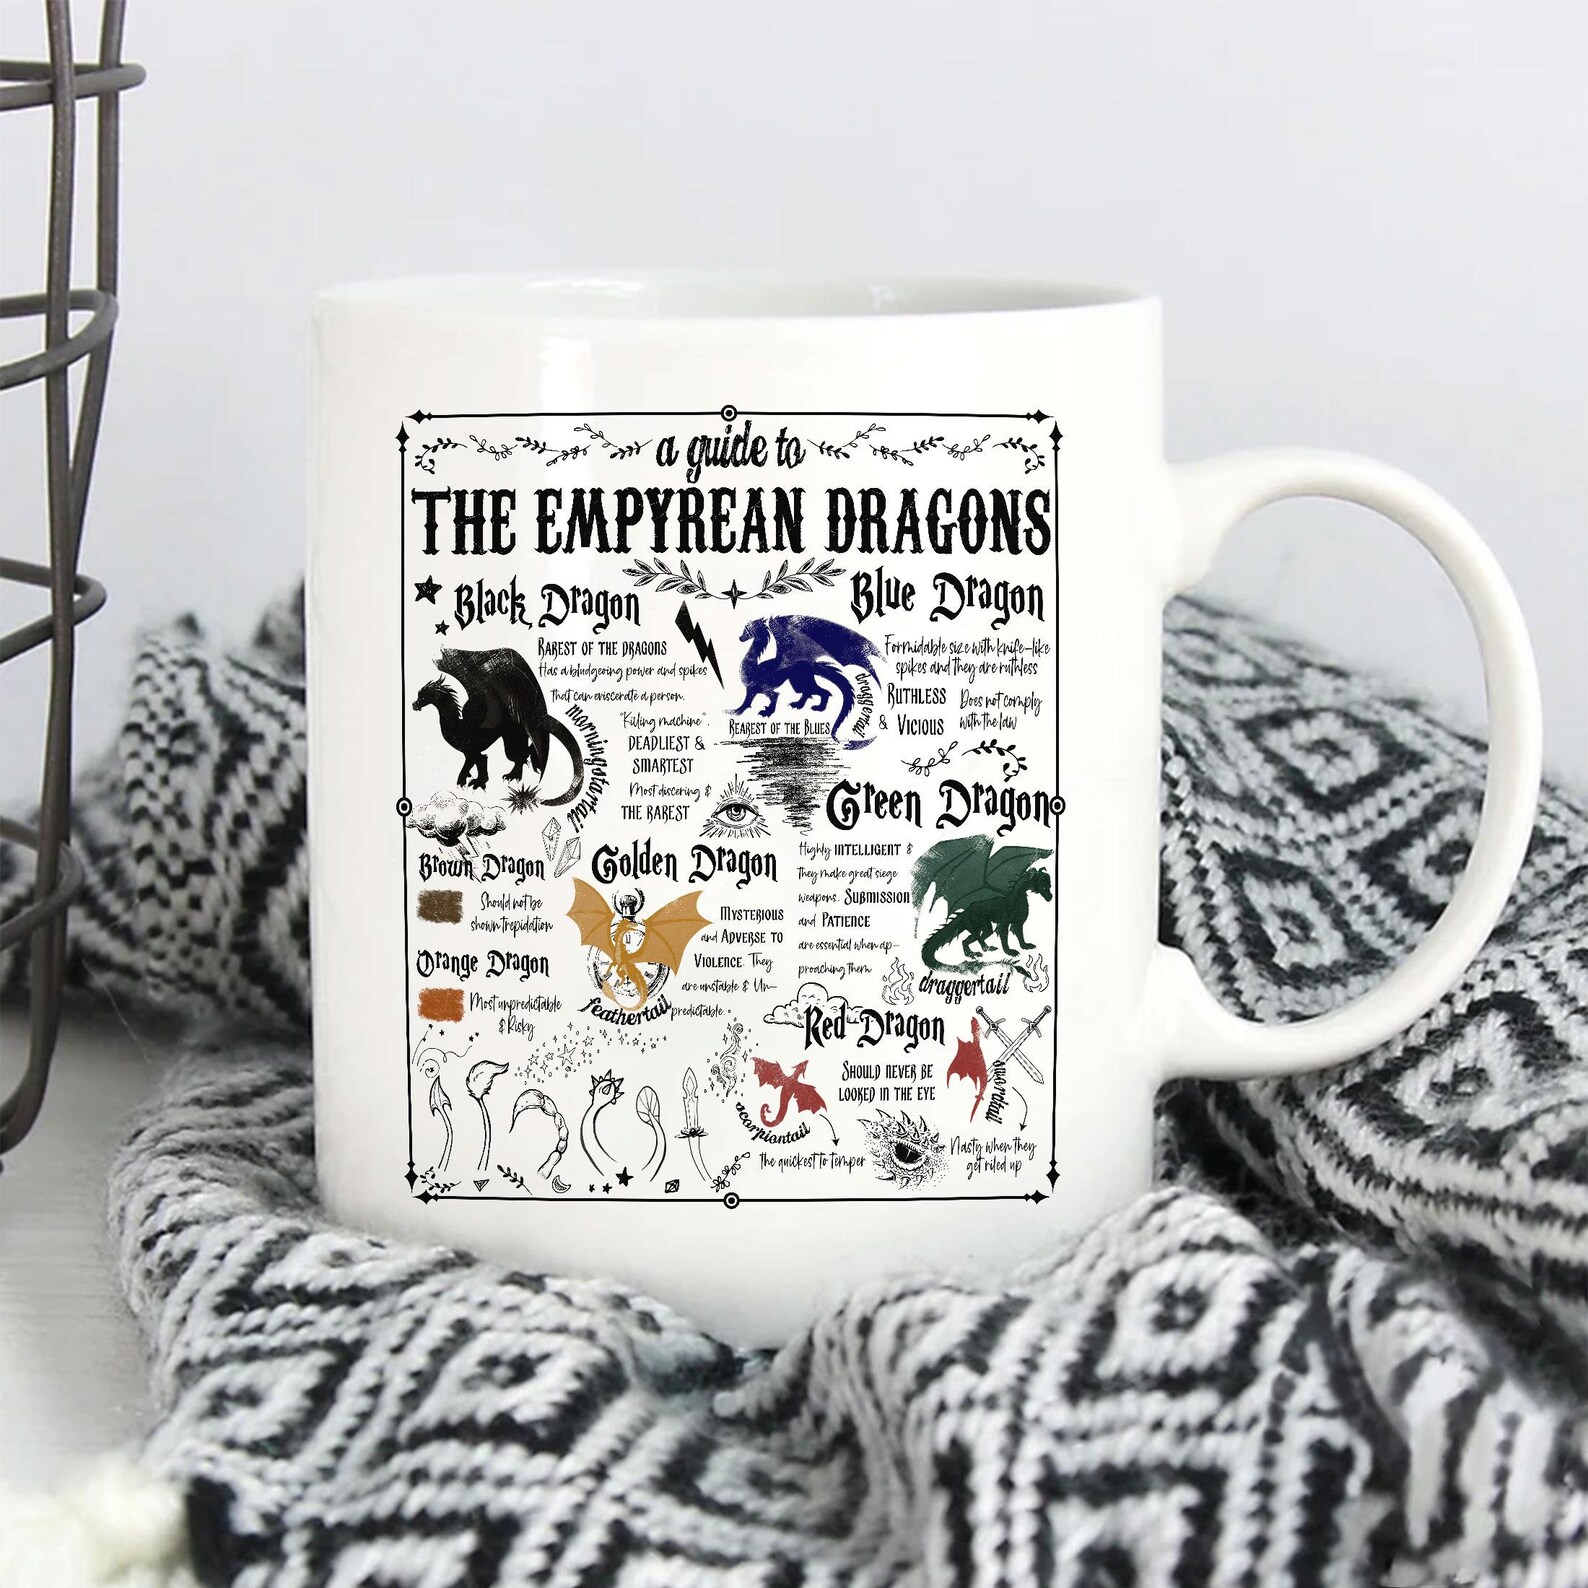 a guide to
THE EMPYREAN DRAGONS
Black Dragon
RAREST OF THE DRAGONS
Has a bludgeoning power and spikes
that can eviscerate a person.
"Killing machine".
DEADLIEST &
SMARTEST
Most discering &
THE RAREST
morningstartail
Blue Dragon
Formidable size with knife-like
spikes and they are ruthless
RUTHLESS
& VICIOUS
Does not comply
with the law
REAREST OF THE BLUES
draggertail
Green Dragon
Highly INTELLIGENT &
they make great siege
weapons. SUBMISSION
and PATIENCE
are essential when ap-
proaching them
draggertail
Brown Dragon
Should not be
shown trepidation
Orange Dragon
Most unpredictable
& Risky
Golden Dragon
MYSTERIOUS
and ADVERSE TO
VIOLENCE. They
are unstable & Un-
predictable.
feathertail
Red Dragon
SHOULD NEVER BE
LOOKED IN THE EYE
scorpiontail
the quickest to temper
swordtail
Nasty when they
get riled up